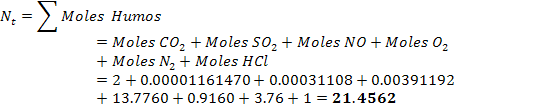 N_t = ∑ Moles Humos
= Moles CO_2 + Moles SO_2 + Moles NO + Moles O_2
+ Moles N_2 + Moles HCl
= 2 + 0.00001161470 + 0.00031108 + 0.00391192
+ 13.7760 + 0.9160 + 3.76 + 1 = 21.4562